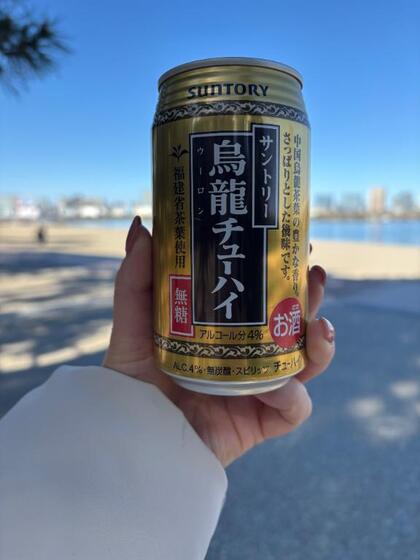 SUNTORY
中国烏龍茶葉の豊かな香り。
さっぱりとした後味です。
サントリー
烏龍チューハイ
ウーロン
福建省茶葉使用
無糖
お酒
アルコール分4%
ALC.4%・無炭酸・スピリッツ チューハイ